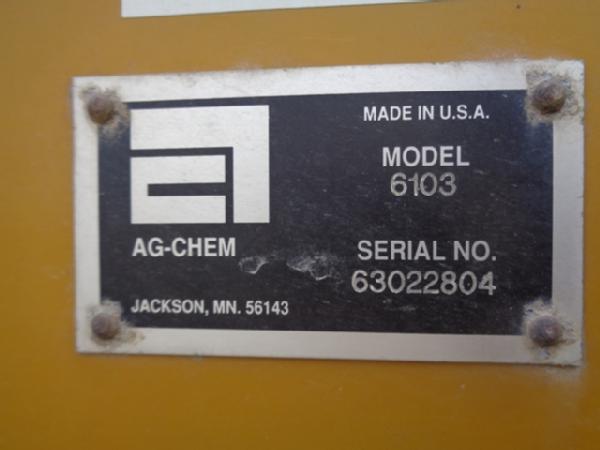 MADE IN U.S.A.
MODEL
6103
AG-CHEM
SERIAL NO.
63022804
JACKSON, MN. 56143